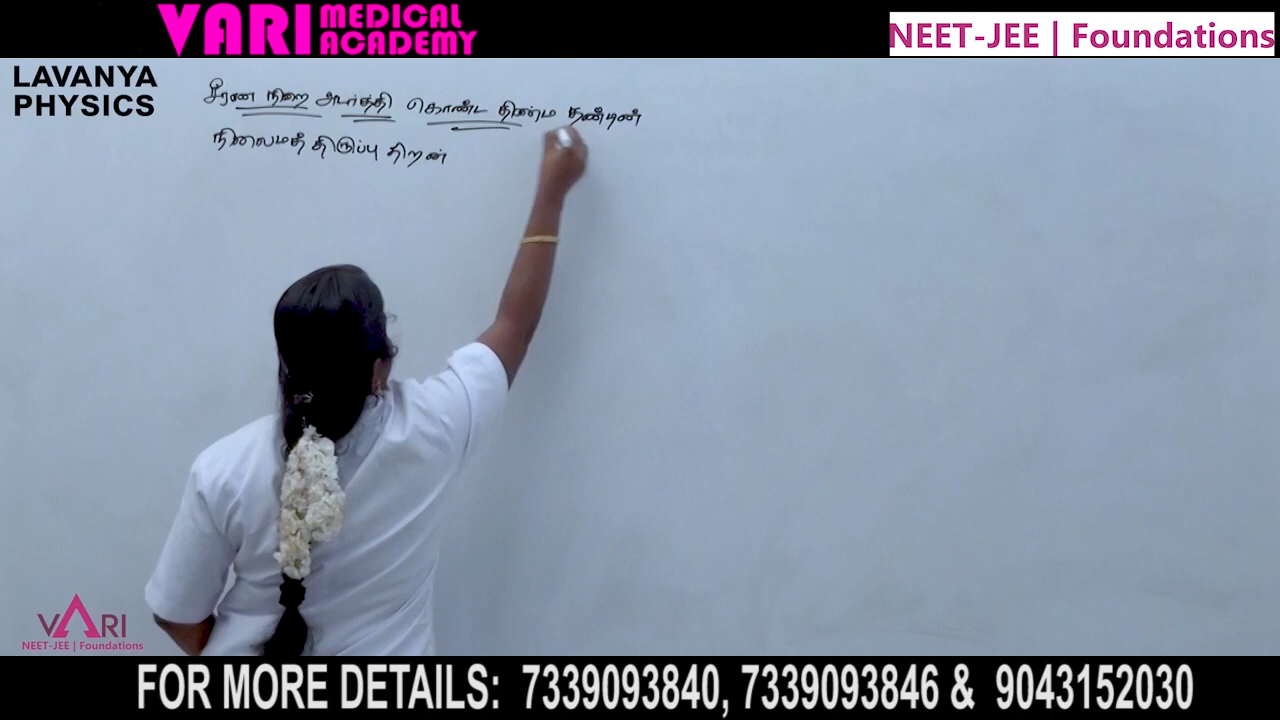 VARI MEDICAL ACADEMY
NEET-JEE | Foundations
LAVANYA
PHYSICS
சீரான நிறை அடர்த்தி கொண்ட திண்ம தண்டின்
நிலைமத் திருப்பு திறன்
VARI
NEET-JEE | Foundations
FOR MORE DETAILS: 7339093840, 7339093846 & 9043152030